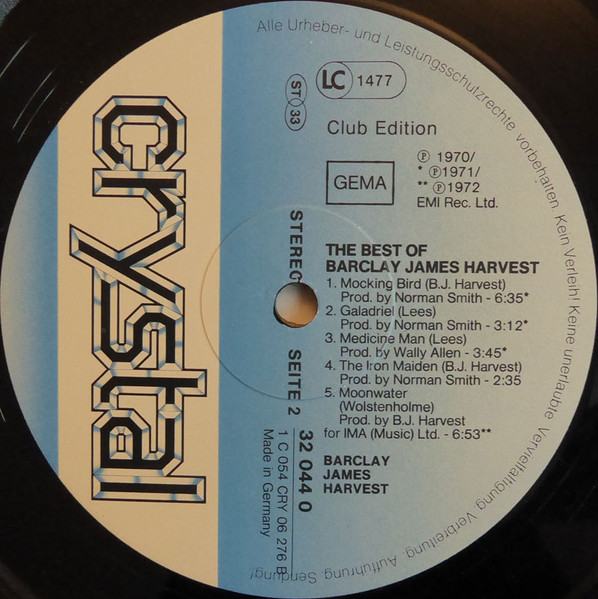 crystal
Alle Urheber- und Leistungsschutzrechte vorbehalten. Kein Verleih! Keine unerlaubte Vervielfältigung, Verbreitung, Aufführung, Sendung!
ST 33
LC 1477
Club Edition
GEMA
℗ 1970/
* ℗1971/
** ℗1972
EMI Rec. Ltd.
STEREO SEITE 2
THE BEST OF
BARCLAY JAMES HARVEST
1. Mocking Bird (B.J. Harvest)
Prod. by Norman Smith - 6:35*
2. Galadriel (Lees)
Prod. by Norman Smith - 3:12*
3. Medicine Man (Lees)
Prod. by Wally Allen - 3:45*
4. The Iron Maiden (B.J. Harvest)
Prod. by Norman Smith - 2:35
5. Moonwater
(Wolstenholme)
Prod. by B.J. Harvest
for IMA (Music) Ltd. - 6:53**
BARCLAY
JAMES
HARVEST
32 044 0
1 C 054 CRY 06 276 B
Made in Germany